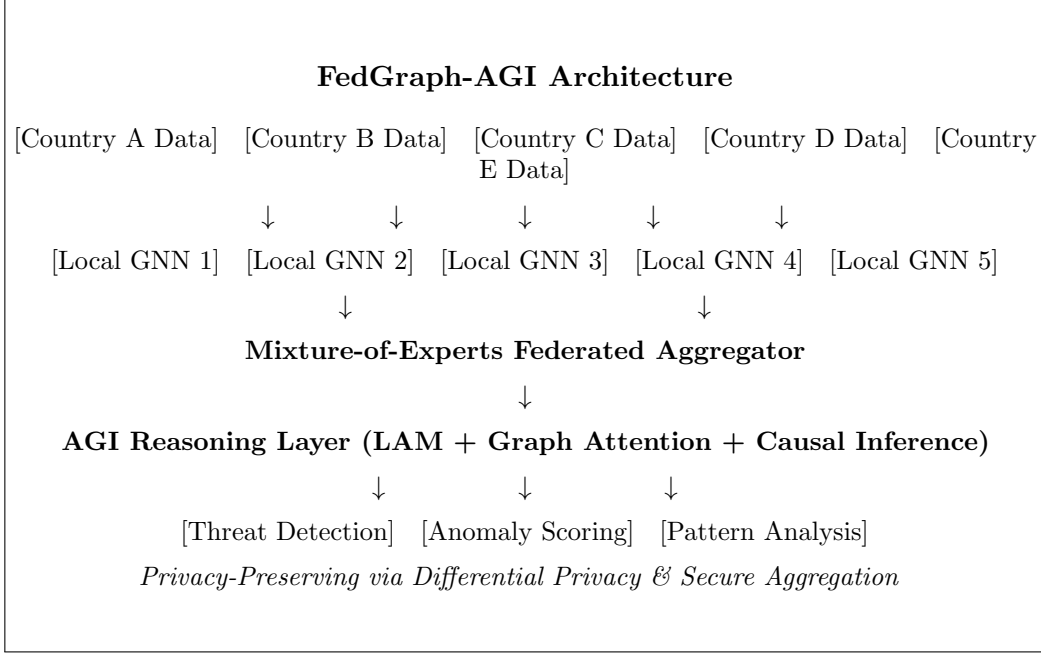 FedGraph-AGI Architecture
[Country A Data] [Country B Data] [Country C Data] [Country D Data] [Country
E Data]
↓ ↓ ↓ ↓ ↓
[Local GNN 1] [Local GNN 2] [Local GNN 3] [Local GNN 4] [Local GNN 5]
↓ ↓
Mixture-of-Experts Federated Aggregator
↓
AGI Reasoning Layer (LAM + Graph Attention + Causal Inference)
↓ ↓ ↓
[Threat Detection] [Anomaly Scoring] [Pattern Analysis]
Privacy-Preserving via Differential Privacy & Secure Aggregation